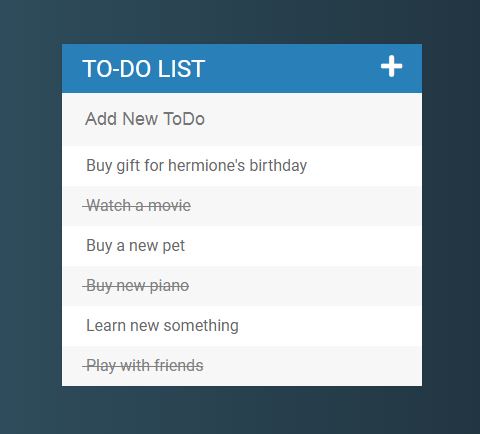 TO-DO LIST
Add New ToDo
Buy gift for hermione's birthday
Watch a movie
Buy a new pet
Buy new piano
Learn new something
Play with friends